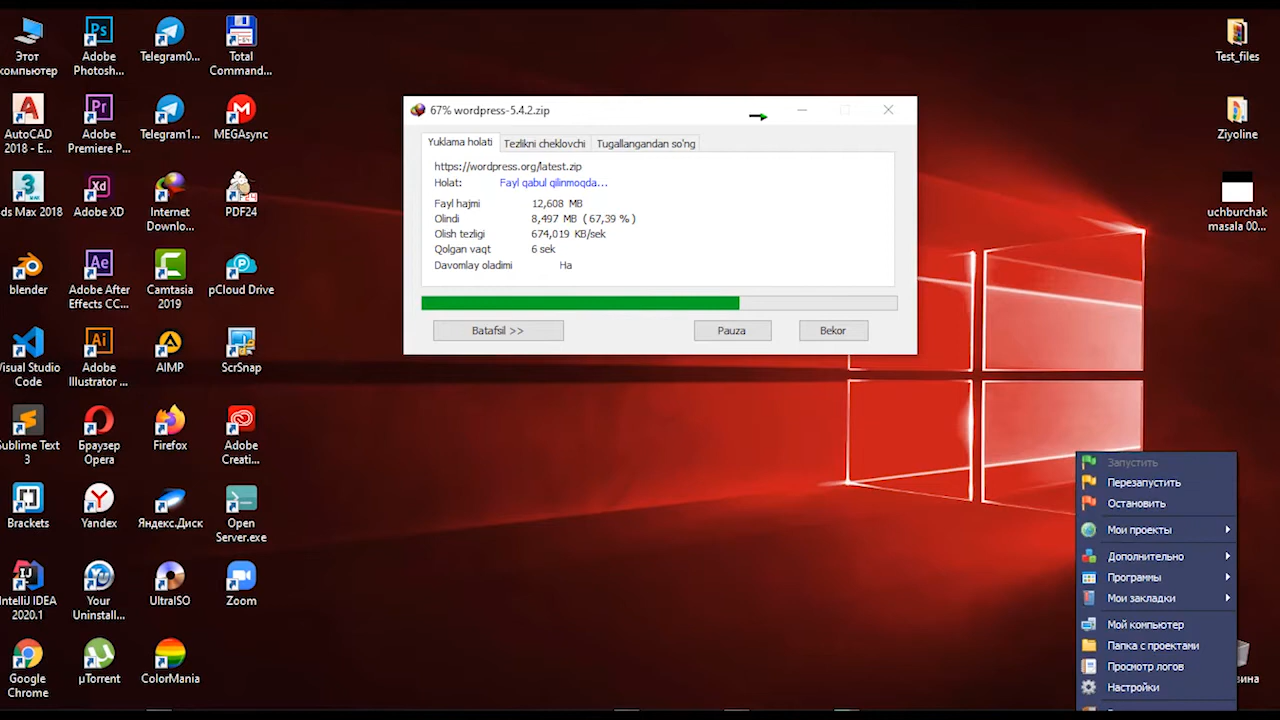 Этот
компьютер
Adobe
Photosh...
Telegram0...
Total
Command...
AutoCAD
2018 - E...
Adobe
Premiere P...
Telegram1...
MEGAsync
ds Max 2018
Adobe XD
Internet
Downlo...
PDF24
blender
Adobe After
Effects CC...
Camtasia
2019
pCloud Drive
Visual Studio
Code
Adobe
Illustrator ...
AIMP
ScrSnap
Sublime Text
3
Браузер
Opera
Firefox
Adobe
Creati...
Brackets
Yandex
Яндекс.Диск
Open
Server.exe
IntelliJ IDEA
2020.1
Your
Uninstall...
UltraISO
Zoom
Google
Chrome
µTorrent
ColorMania
67% wordpress-5.4.2.zip
Yuklama holati
Tezlikni cheklovchi
Tugallangandan so'ng
https://wordpress.org/latest.zip
Holat: Fayl qabul qilinmoqda...
Fayl hajmi 12,608 MB
Olindi 8,497 MB ( 67,39 % )
Olish tezligi 674,019 KB/sek
Qolgan vaqt 6 sek
Davomlay oladimi Ha
Batafsil >>
Pauza
Bekor
Test_files
Ziyoline
uchburchak
masala 00...
Запустить
Перезапустить
Остановить
Мои проекты
Дополнительно
Программы
Мои закладки
Мой компьютер
Папка с проектами
Просмотр логов
Настройки